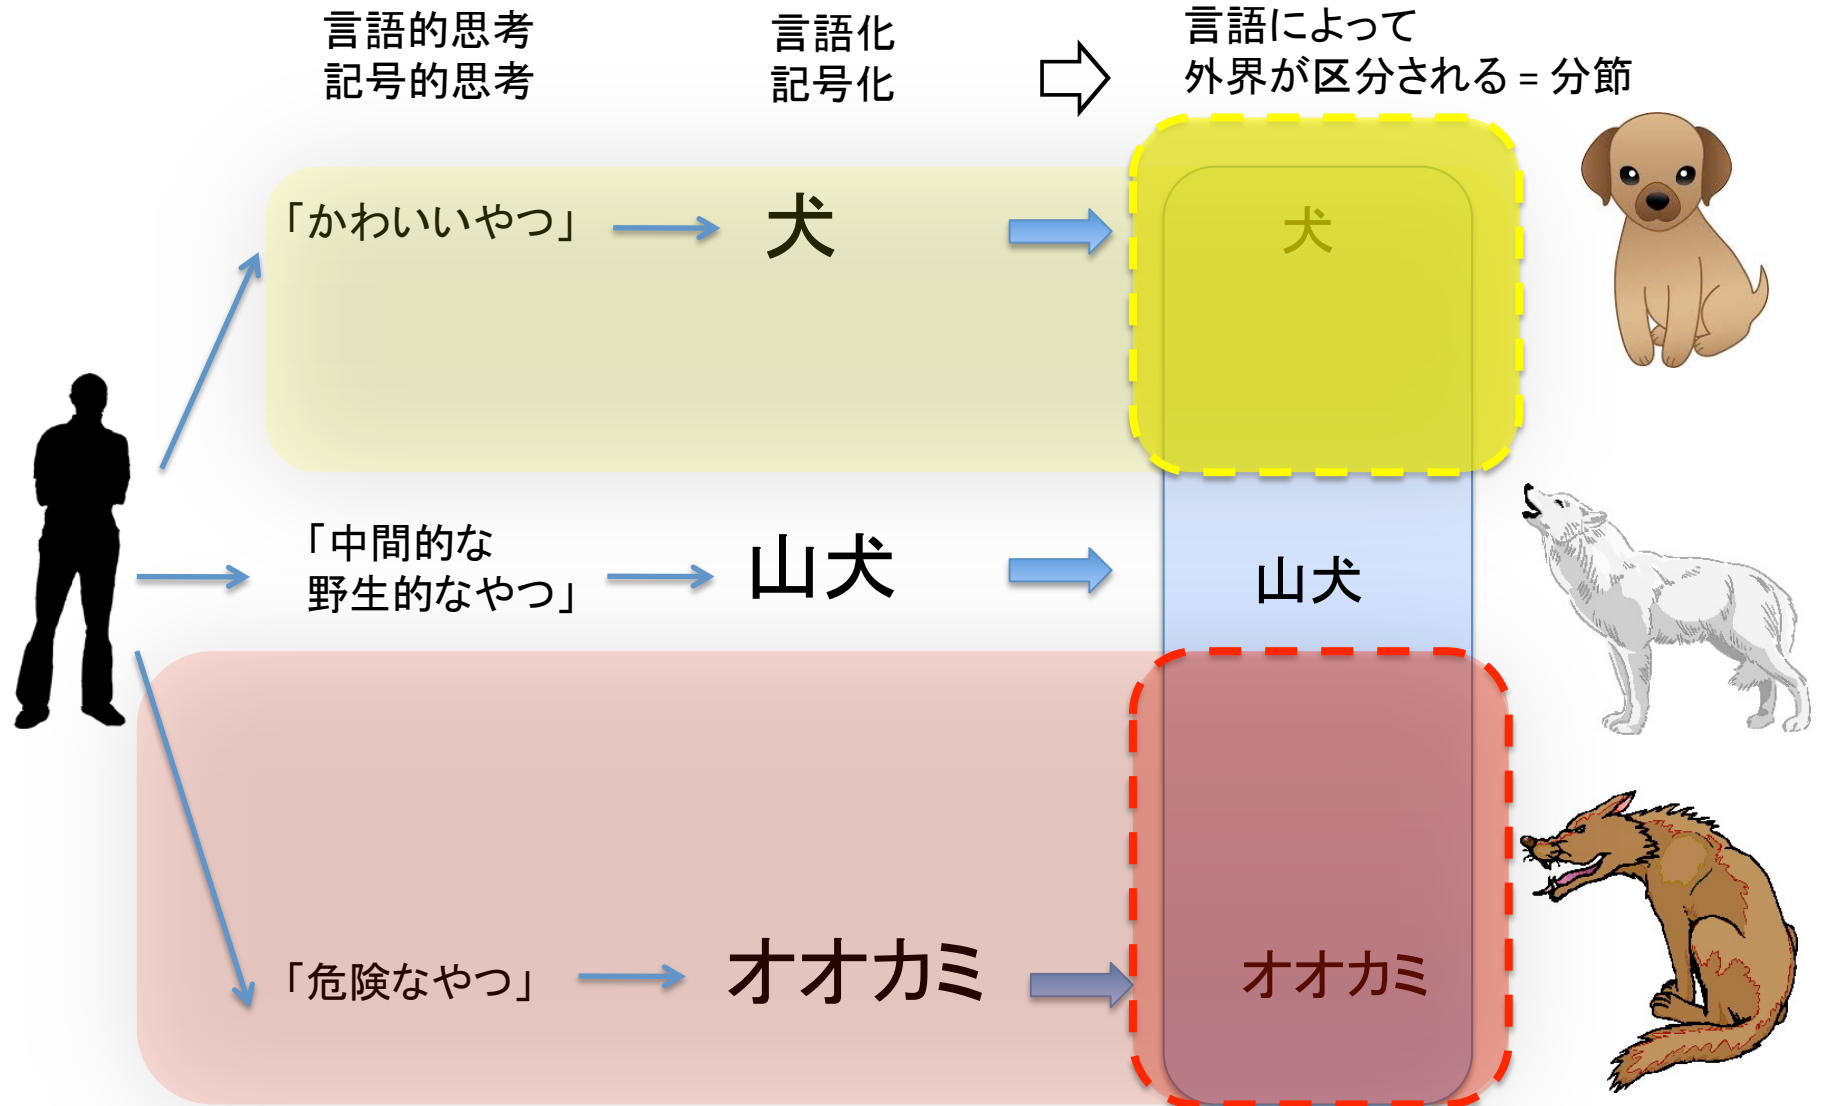 言語的思考
記号的思考
言語化
記号化
言語によって
外界が区分される = 分節
「かわいいやつ」
犬
犬
「中間的な
野生的なやつ」
山犬
山犬
「危険なやつ」
オオカミ
オオカミ